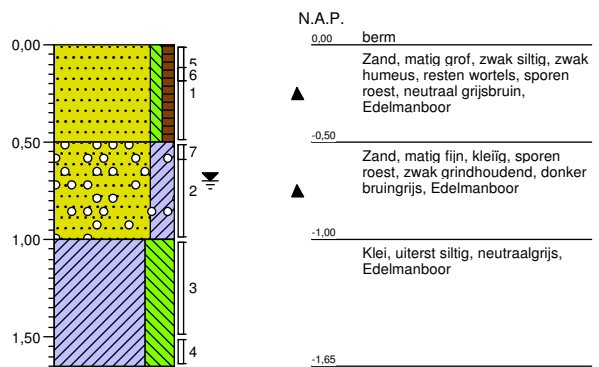 N.A.P.
0,00
0,00
berm
5
6
1
Zand, matig grof, zwak siltig, zwak
humeus, resten wortels, sporen
roest, neutraal grijsbruin,
Edelmanboor
0,50
-0,50
7
2
Zand, matig fijn, kleiïg, sporen
roest, zwak grindhoudend, donker
bruingrijs, Edelmanboor
1,00
-1,00
3
Klei, uiterst siltig, neutraalgrijs,
Edelmanboor
1,50
4
-1,65